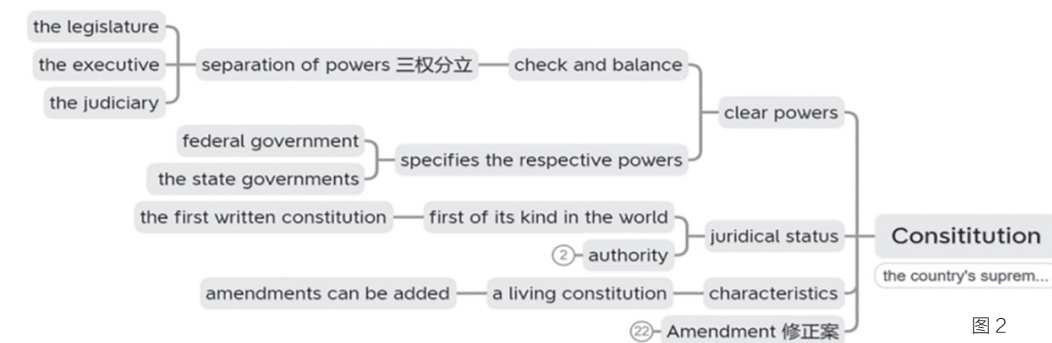 the legislature
the executive
the judiciary
separation of powers 三权分立
check and balance
clear powers
federal government
the state governments
specifies the respective powers
the first written constitution
first of its kind in the world
juridical status
2
authority
Consititution
the country's suprem...
amendments can be added
a living constitution
characteristics
22
Amendment 修正案
图 2